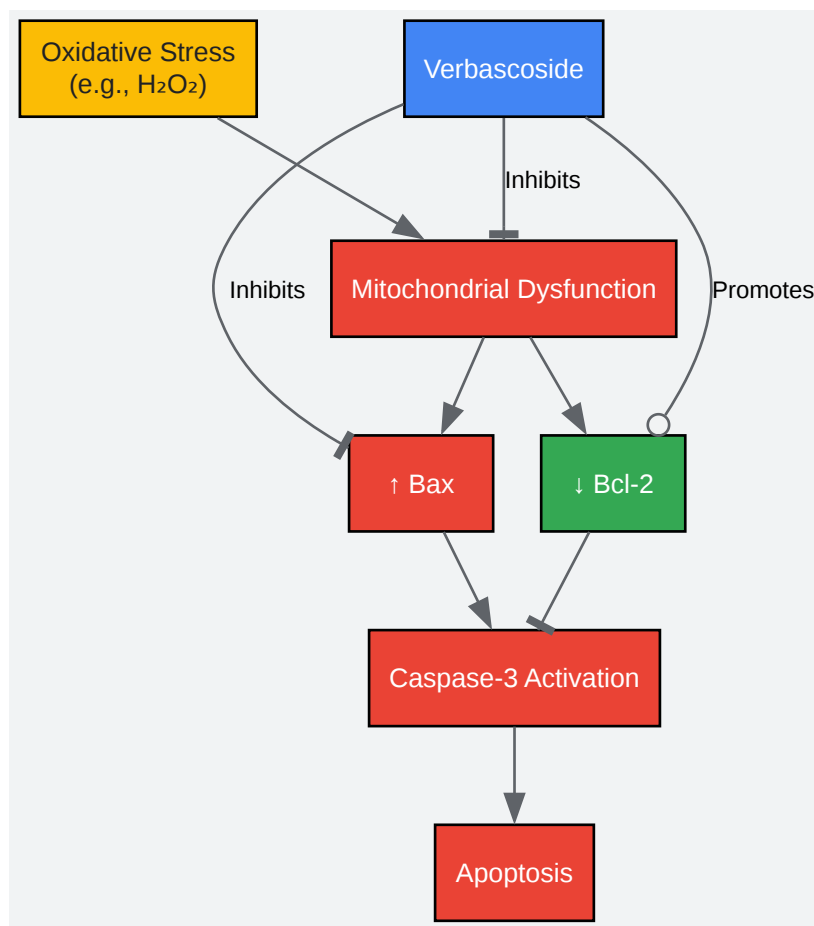 Oxidative Stress
(e.g., H₂O₂)
Verbascoside
Inhibits
Inhibits
Promotes
Mitochondrial Dysfunction
↑ Bax
↓ Bcl-2
Caspase-3 Activation
Apoptosis